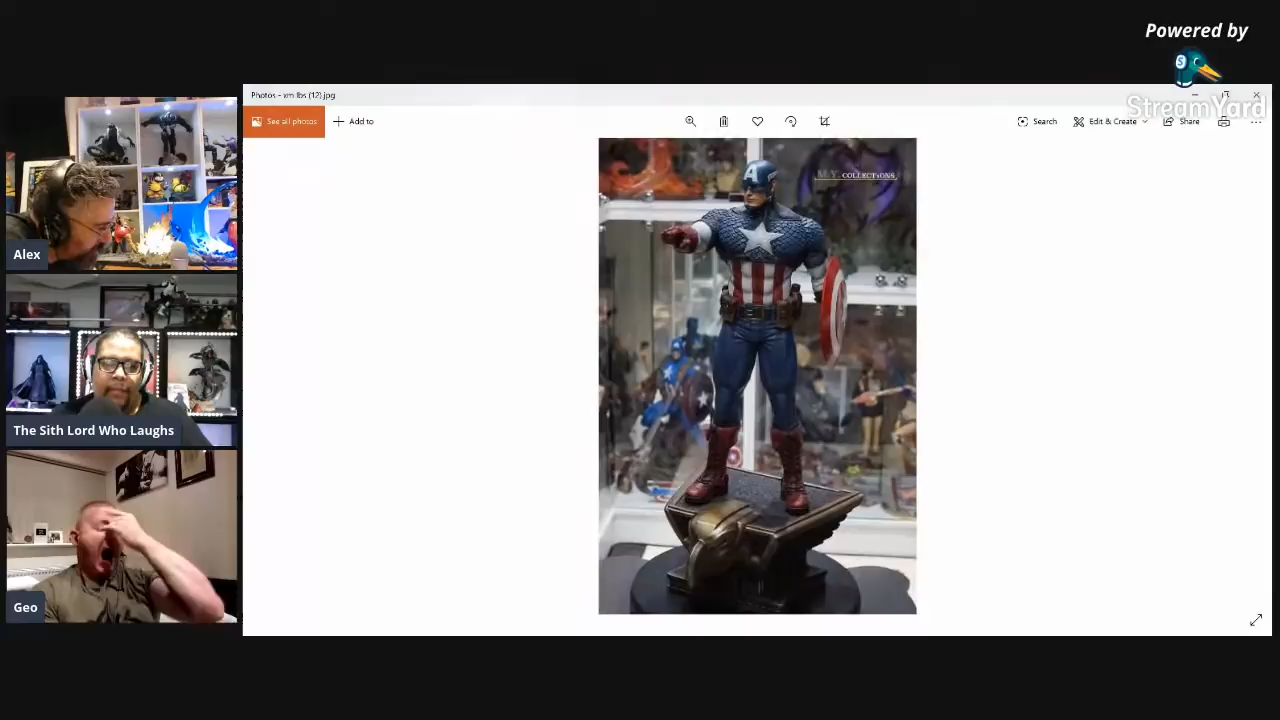 Powered by
StreamYard
Photos - vm lbs (12).jpg
See all photos
Add to
Search
Edit & Create
Share
M.Y. COLLECTiONS
A
Alex
The Sith Lord Who Laughs
Geo